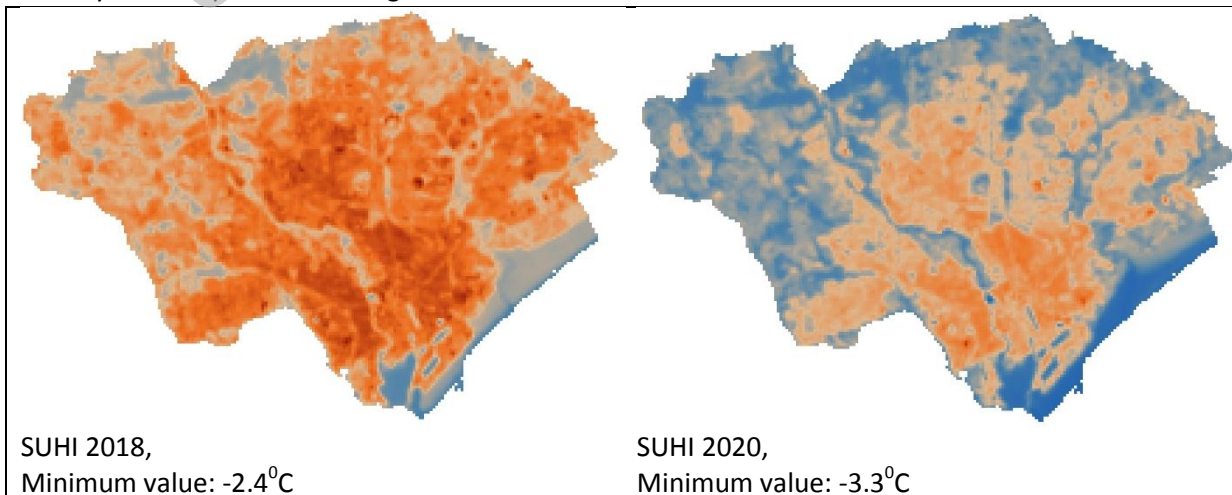 SUHI 2018,
Minimum value: -2.4⁰C
SUHI 2020,
Minimum value: -3.3⁰C